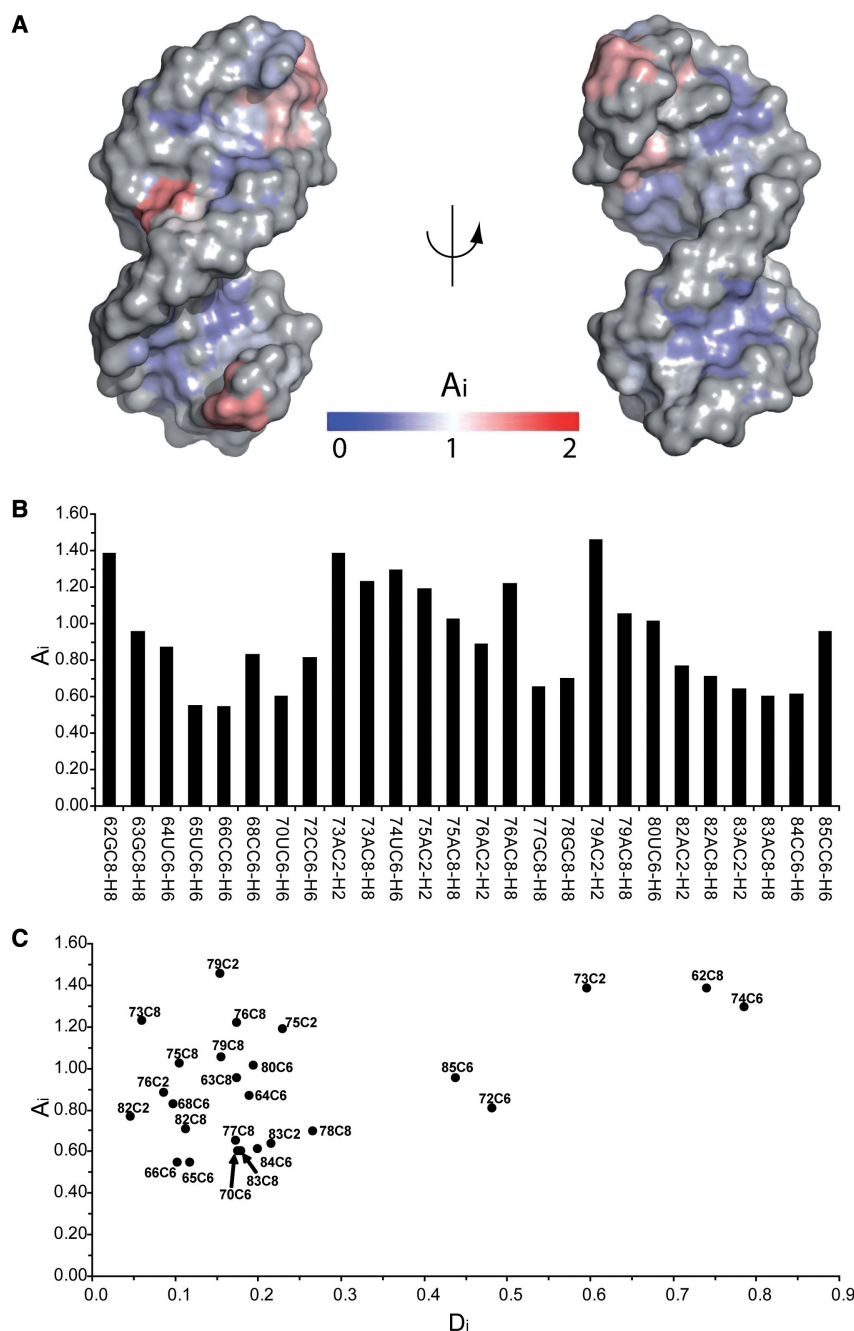 A
Ai
0 1 2
B
1.60
1.40
1.20
1.00
0.80
0.60
0.40
0.20
0.00
Ai
62GC8-H8
63GC8-H8
64UC6-H6
65UC6-H6
66CC6-H6
68CC6-H6
70UC6-H6
72CC6-H6
73AC2-H2
73AC8-H8
74UC6-H6
75AC2-H2
75AC8-H8
76AC2-H2
76AC8-H8
77GC8-H8
78GC8-H8
79AC2-H2
79AC8-H8
80UC6-H6
82AC2-H2
82AC8-H8
83AC2-H2
83AC8-H8
84CC6-H6
85CC6-H6
C
1.60
1.40
1.20
1.00
0.80
0.60
0.40
0.20
0.00
Ai
79C2
73C2
62C8
74C6
73C8
76C8
75C2
75C8
79C8
80C6
85C6
76C2
63C8
64C6
72C6
82C2
68C6
82C8
77C8
83C2
78C8
66C6
65C6
84C6
70C6
83C8
0.0 0.1 0.2 0.3 0.4 0.5 0.6 0.7 0.8 0.9
Di